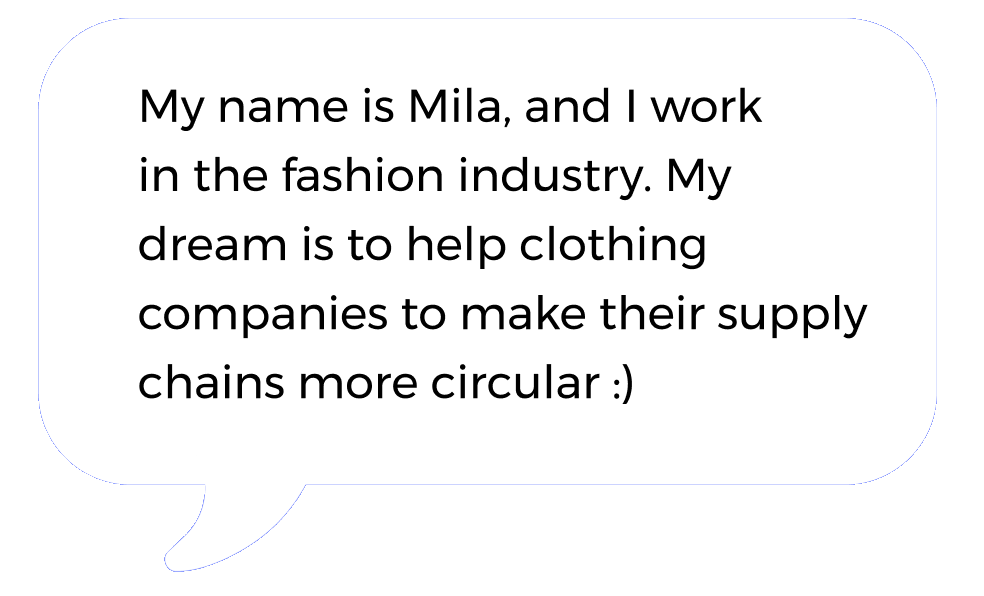 My name is Mila, and I work
in the fashion industry. My
dream is to help clothing
companies to make their supply
chains more circular :)